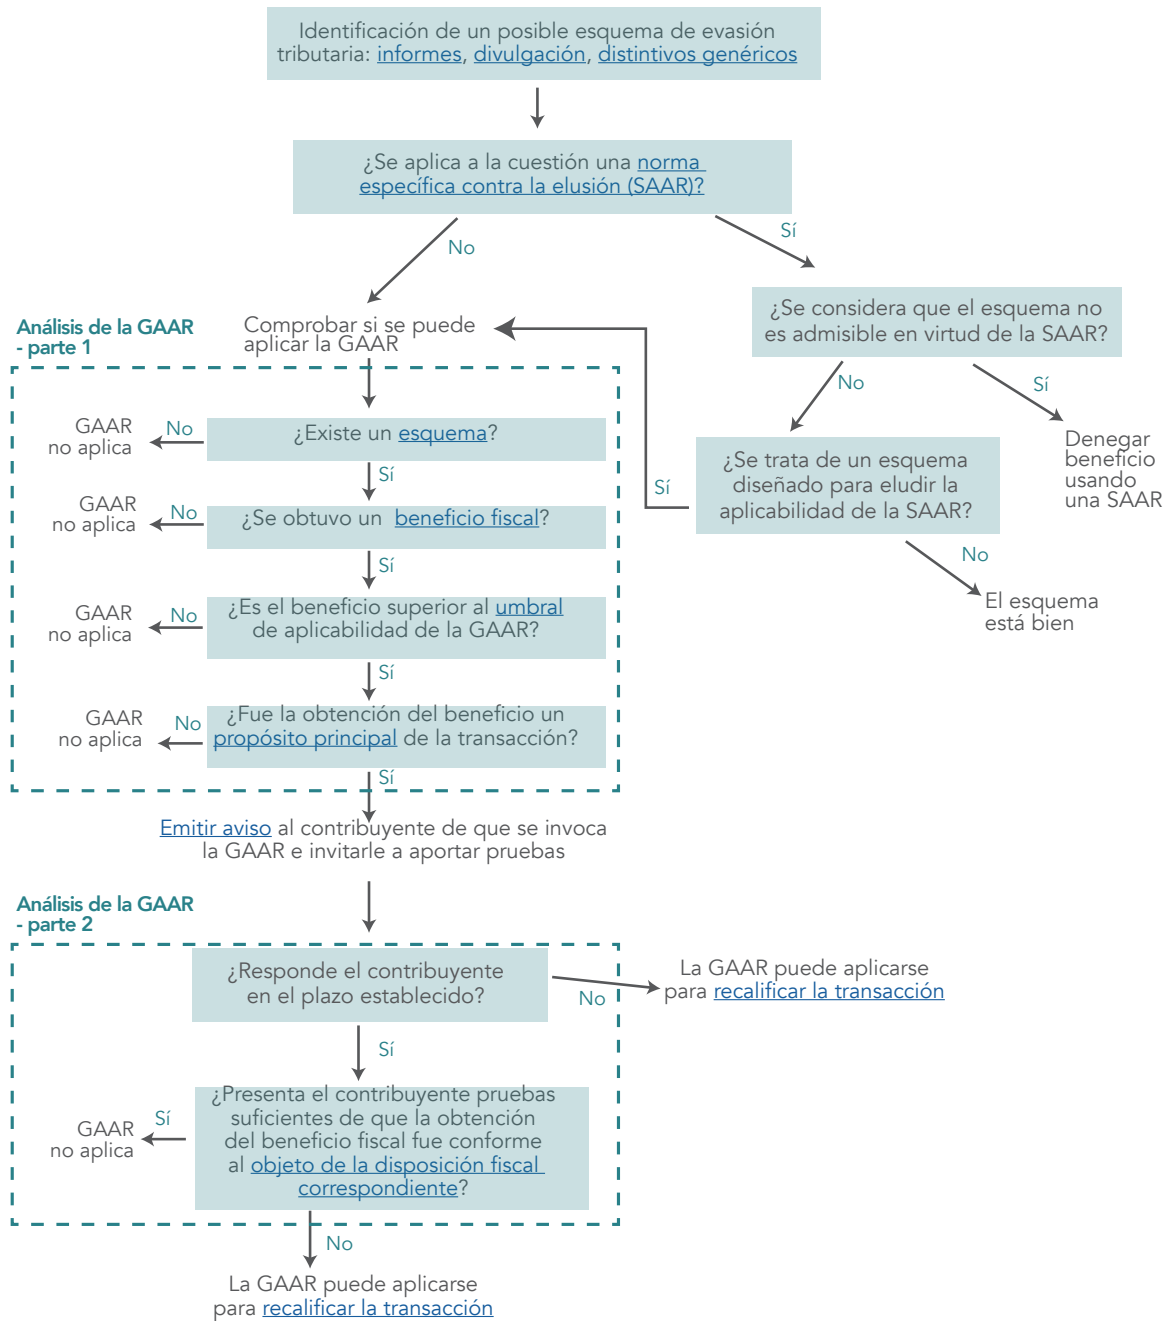 Identificación de un posible esquema de evasión
tributaria: informes, divulgación, distintivos genéricos
¿Se aplica a la cuestión una norma
específica contra la elusión (SAAR)?
No
Sí
¿Se considera que el esquema no
es admisible en virtud de la SAAR?
No
Sí
Denegar
beneficio
usando
una SAAR
¿Se trata de un esquema
diseñado para eludir la
aplicabilidad de la SAAR?
Sí
No
El esquema
está bien
Análisis de la GAAR
- parte 1
Comprobar si se puede
aplicar la GAAR
¿Existe un esquema?
No
GAAR
no aplica
Sí
¿Se obtuvo un beneficio fiscal?
No
GAAR
no aplica
Sí
¿Es el beneficio superior al umbral
de aplicabilidad de la GAAR?
No
GAAR
no aplica
Sí
¿Fue la obtención del beneficio un
propósito principal de la transacción?
No
GAAR
no aplica
Sí
Emitir aviso al contribuyente de que se invoca
la GAAR e invitarle a aportar pruebas
Análisis de la GAAR
- parte 2
¿Responde el contribuyente
en el plazo establecido?
No
La GAAR puede aplicarse
para recalificar la transacción
Sí
¿Presenta el contribuyente pruebas
suficientes de que la obtención
del beneficio fiscal fue conforme
al objeto de la disposición fiscal
correspondiente?
Sí
GAAR
no aplica
No
La GAAR puede aplicarse
para recalificar la transacción